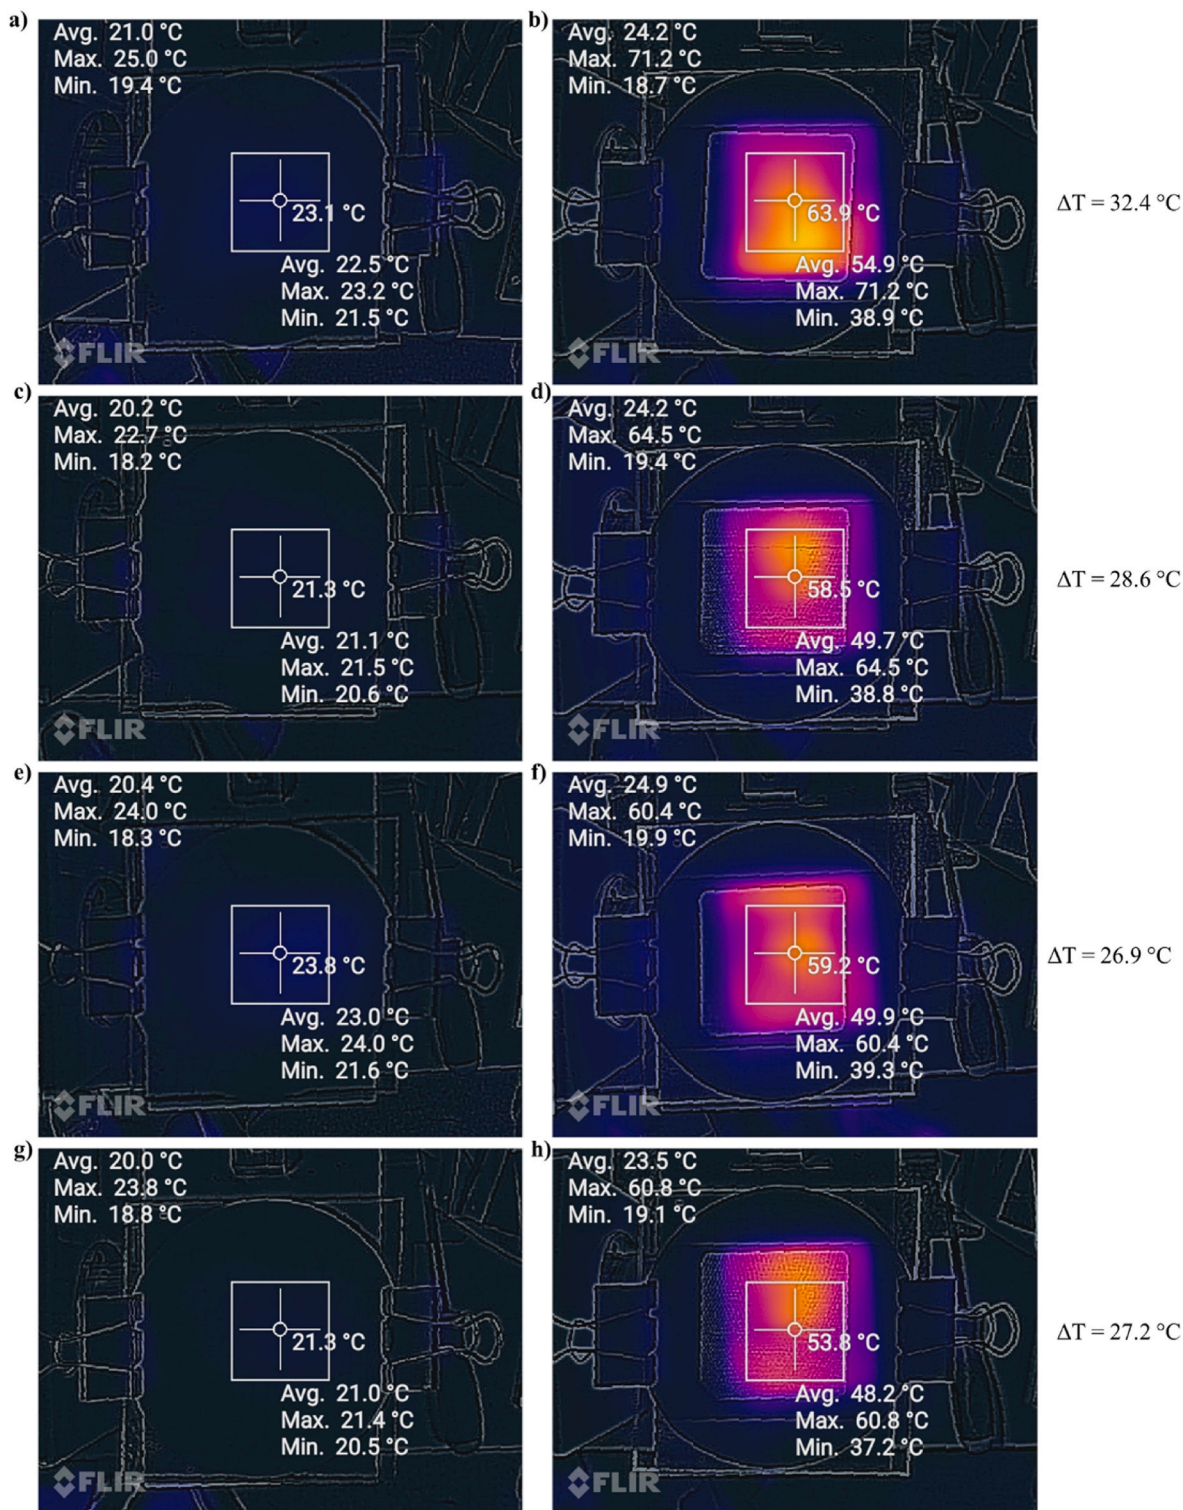 a)
Avg. 21.0 °C
Max. 25.0 °C
Min. 19.4 °C
23.1 °C
Avg. 22.5 °C
Max. 23.2 °C
Min. 21.5 °C
FLIR
b)
Avg. 24.2 °C
Max. 71.2 °C
Min. 18.7 °C
63.9 °C
Avg. 54.9 °C
Max. 71.2 °C
Min. 38.9 °C
FLIR
ΔT = 32.4 °C
c)
Avg. 20.2 °C
Max. 22.7 °C
Min. 18.2 °C
21.3 °C
Avg. 21.1 °C
Max. 21.5 °C
Min. 20.6 °C
FLIR
d)
Avg. 24.2 °C
Max. 64.5 °C
Min. 19.4 °C
58.5 °C
Avg. 49.7 °C
Max. 64.5 °C
Min. 38.8 °C
FLIR
ΔT = 28.6 °C
e)
Avg. 20.4 °C
Max. 24.0 °C
Min. 18.3 °C
23.8 °C
Avg. 23.0 °C
Max. 24.0 °C
Min. 21.6 °C
FLIR
f)
Avg. 24.9 °C
Max. 60.4 °C
Min. 19.9 °C
59.2 °C
Avg. 49.9 °C
Max. 60.4 °C
Min. 39.3 °C
FLIR
ΔT = 26.9 °C
g)
Avg. 20.0 °C
Max. 23.8 °C
Min. 18.8 °C
21.3 °C
Avg. 21.0 °C
Max. 21.4 °C
Min. 20.5 °C
FLIR
h)
Avg. 23.5 °C
Max. 60.8 °C
Min. 19.1 °C
53.8 °C
Avg. 48.2 °C
Max. 60.8 °C
Min. 37.2 °C
FLIR
ΔT = 27.2 °C